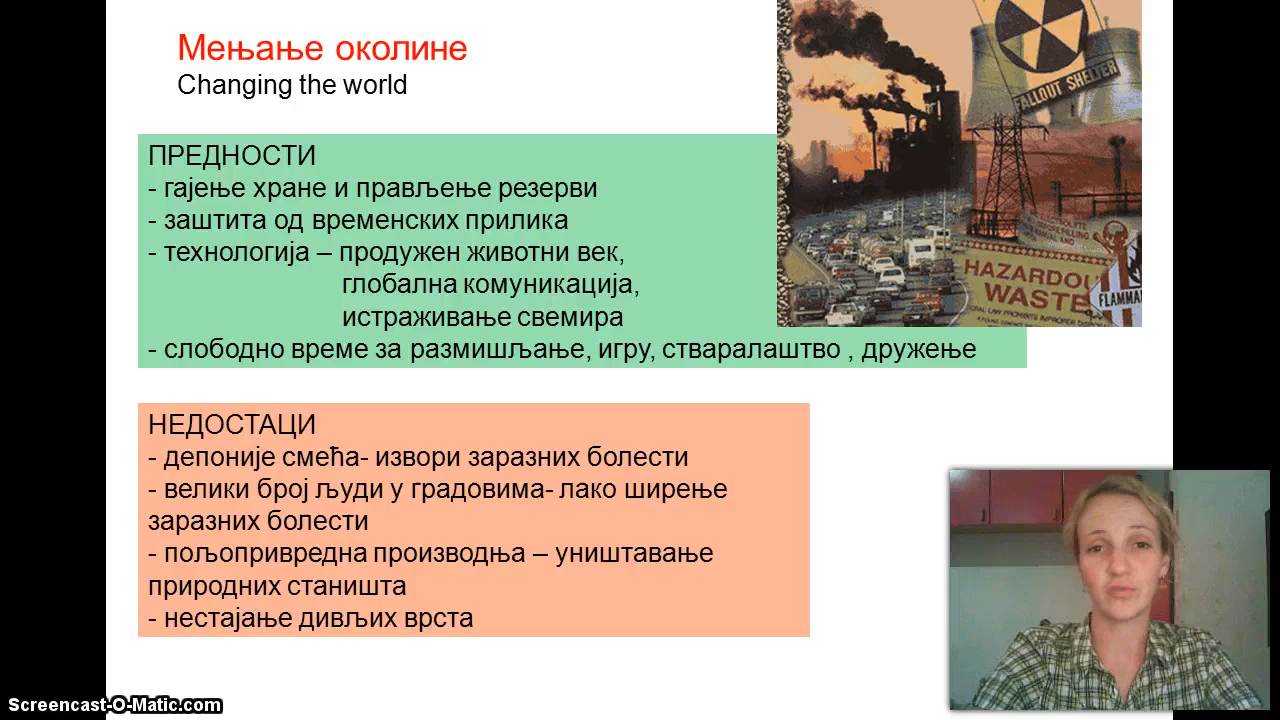 Мењање околине
Changing the world
ПРЕДНОСТИ
- гајење хране и прављење резерви
- заштита од временских прилика
- технологија – продужен животни век,
глобална комуникација,
истраживање свемира
- слободно време за размишљање, игру, стваралаштво , дружење
НЕДОСТАЦИ
- депоније смећа- извори заразних болести
- велики број људи у градовима- лако ширење
заразних болести
- пољопривредна производња – уништавање
природних станишта
- нестајање дивљих врста
FALLOUT SHELTER
HAZARDOU
WASTE
FLAMMA
Screencast-O-Matic.com